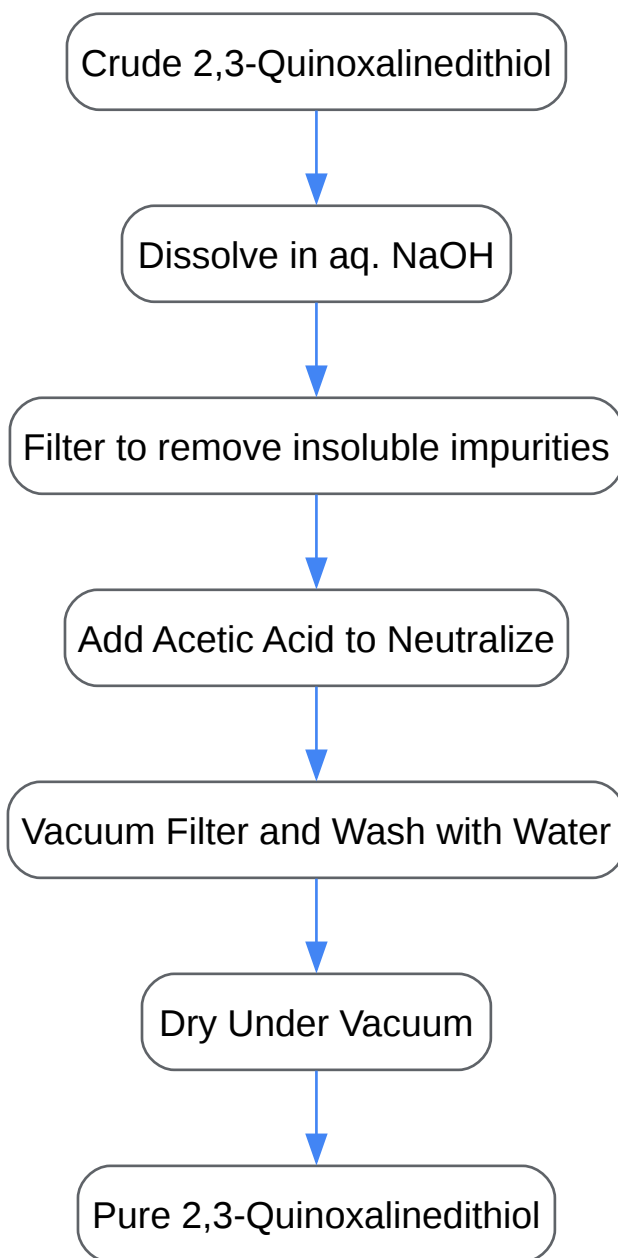 Crude 2,3-Quinoxalinedithiol
Dissolve in aq. NaOH
Filter to remove insoluble impurities
Add Acetic Acid to Neutralize
Vacuum Filter and Wash with Water
Dry Under Vacuum
Pure 2,3-Quinoxalinedithiol